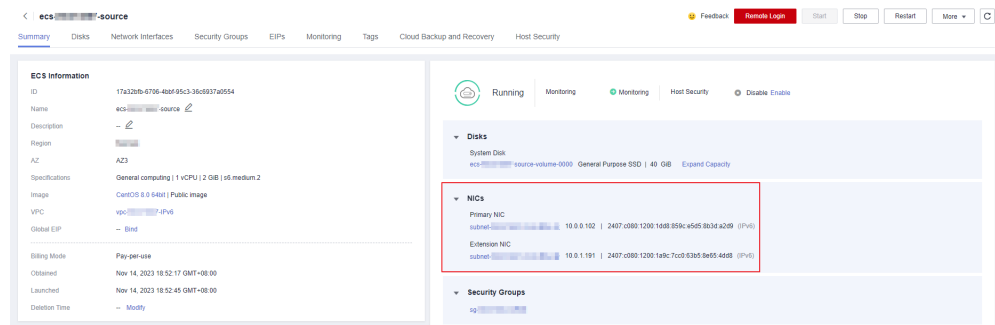 ecs- -source
Feedback Remote Login Start Stop Restart More
Summary Disks Network Interfaces Security Groups EIPs Monitoring Tags Cloud Backup and Recovery Host Security
ECS Information
ID 17a32bfb-6706-4bbf-95c3-36c6937a0554
Name ecs- -source
Description --
Region
AZ AZ3
Specifications General computing | 1 vCPU | 2 GiB | s6.medium.2
Image CentOS 8.0 64bit | Public image
VPC vpc- -IPv6
Global EIP -- Bind
Billing Mode Pay-per-use
Obtained Nov 14, 2023 18:52:17 GMT+08:00
Launched Nov 14, 2023 18:52:45 GMT+08:00
Deletion Time -- Modify
Running Monitoring Monitoring Host Security Disable Enable
Disks
System Disk
ecs- source-volume-0000 General Purpose SSD | 40 GiB Expand Capacity
NICs
Primary NIC
subnet- 10.0.0.102 | 2407:c080:1200:1dd8:859c:e5d5:8b3d:a2d9 (IPv6)
Extension NIC
subnet- 10.0.1.191 | 2407:c080:1200:1a9c:7cc0:63b5:8e65:4dd8 (IPv6)
Security Groups
sg-